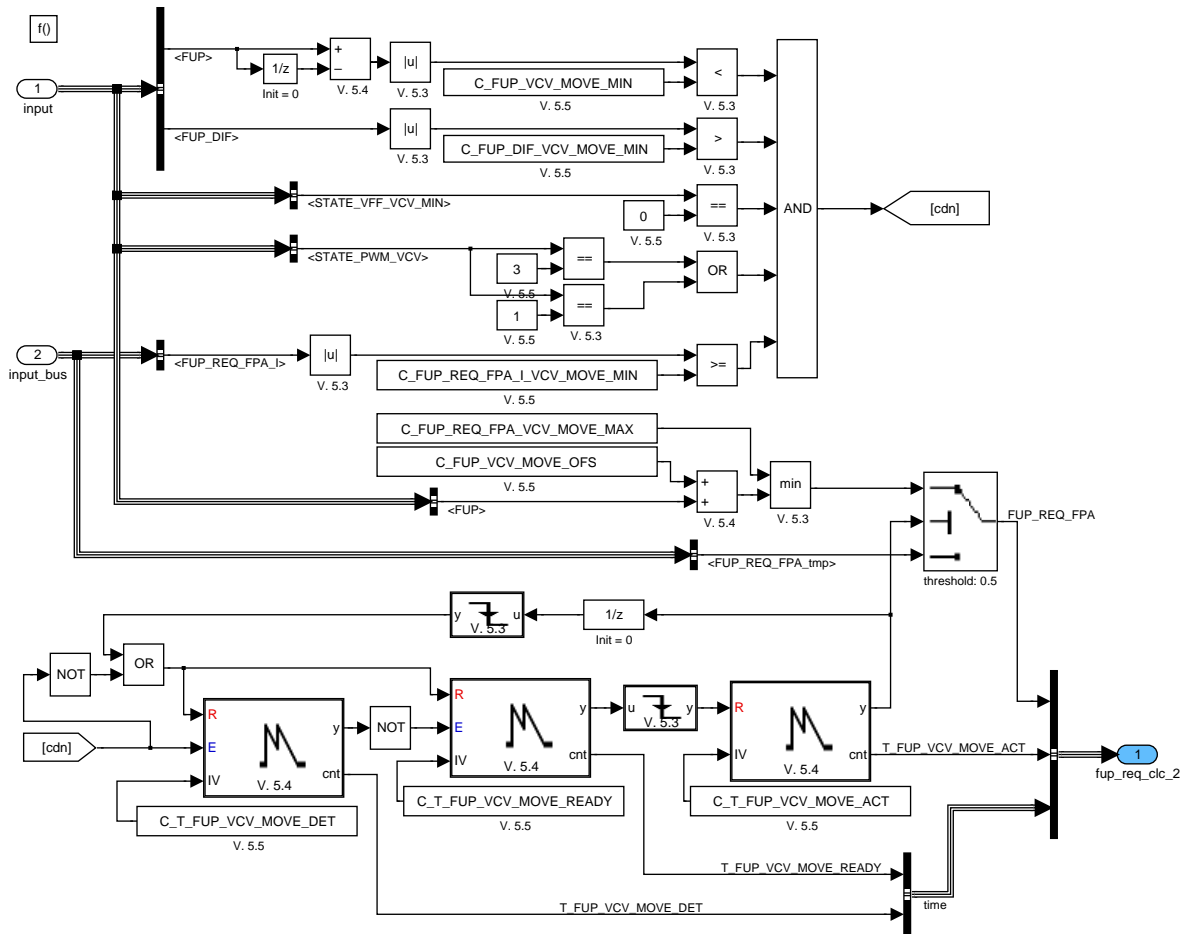 f()
1
input
<FUP>
1/z
Init = 0
+
–
V. 5.4
|u|
V. 5.3
C_FUP_VCV_MOVE_MIN
V. 5.5
<
V. 5.3
<FUP_DIF>
|u|
V. 5.3
C_FUP_DIF_VCV_MOVE_MIN
V. 5.5
>
V. 5.3
<STATE_VFF_VCV_MIN>
0
V. 5.5
==
V. 5.3
AND
[cdn]
<STATE_PWM_VCV>
3
V. 5.5
==
1
V. 5.5
==
V. 5.3
OR
2
input_bus
<FUP_REQ_FPA_I>
|u|
V. 5.3
C_FUP_REQ_FPA_I_VCV_MOVE_MIN
V. 5.5
>=
C_FUP_REQ_FPA_VCV_MOVE_MAX
C_FUP_VCV_MOVE_OFS
V. 5.5
<FUP>
+
+
V. 5.4
min
V. 5.3
FUP_REQ_FPA
<FUP_REQ_FPA_tmp>
threshold: 0.5
y
u
V. 5.3
1/z
Init = 0
NOT
OR
[cdn]
R
E
IV
y
cnt
V. 5.4
C_T_FUP_VCV_MOVE_DET
V. 5.5
NOT
R
E
IV
y
cnt
V. 5.4
C_T_FUP_VCV_MOVE_READY
V. 5.5
u
y
V. 5.3
R
IV
y
cnt
V. 5.4
C_T_FUP_VCV_MOVE_ACT
V. 5.5
T_FUP_VCV_MOVE_ACT
1
fup_req_clc_2
T_FUP_VCV_MOVE_READY
T_FUP_VCV_MOVE_DET
time